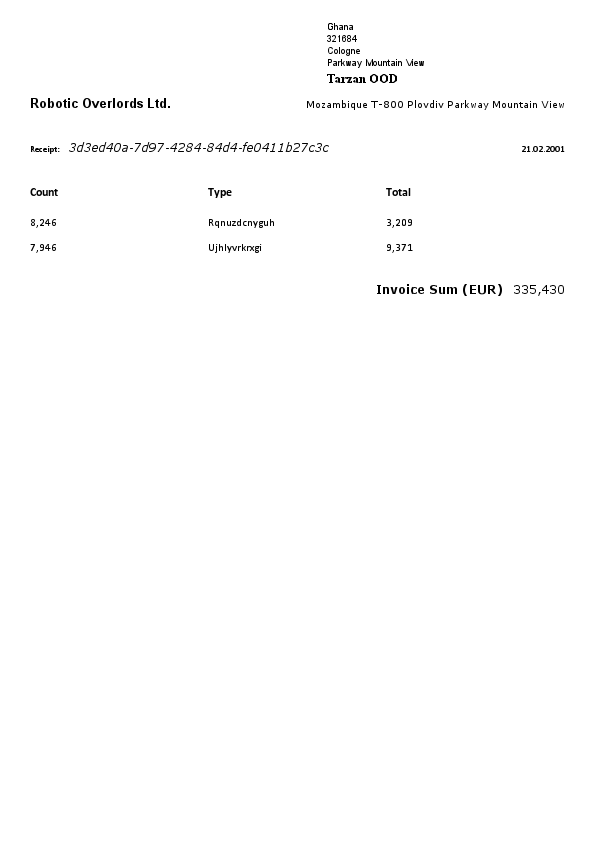 Ghana
321684
Cologne
Parkway Mountain View
Tarzan OOD
Robotic Overlords Ltd. Mozambique T-800 Plovdiv Parkway Mountain View
Receipt: 3d3ed40a-7d97-4284-84d4-fe0411b27c3c 21.02.2001
Count Type Total
8,246 Rqnuzdcnyguh 3,209
7,946 Ujhlyvrkrxgi 9,371
Invoice Sum (EUR) 335,430